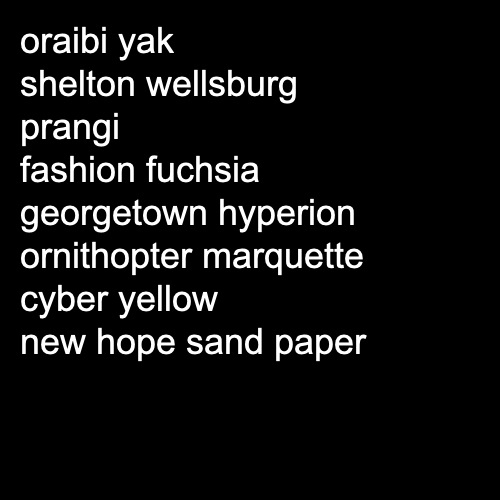 oraibi yak
shelton wellsburg
prangi
fashion fuchsia
georgetown hyperion
ornithopter marquette
cyber yellow
new hope sand paper